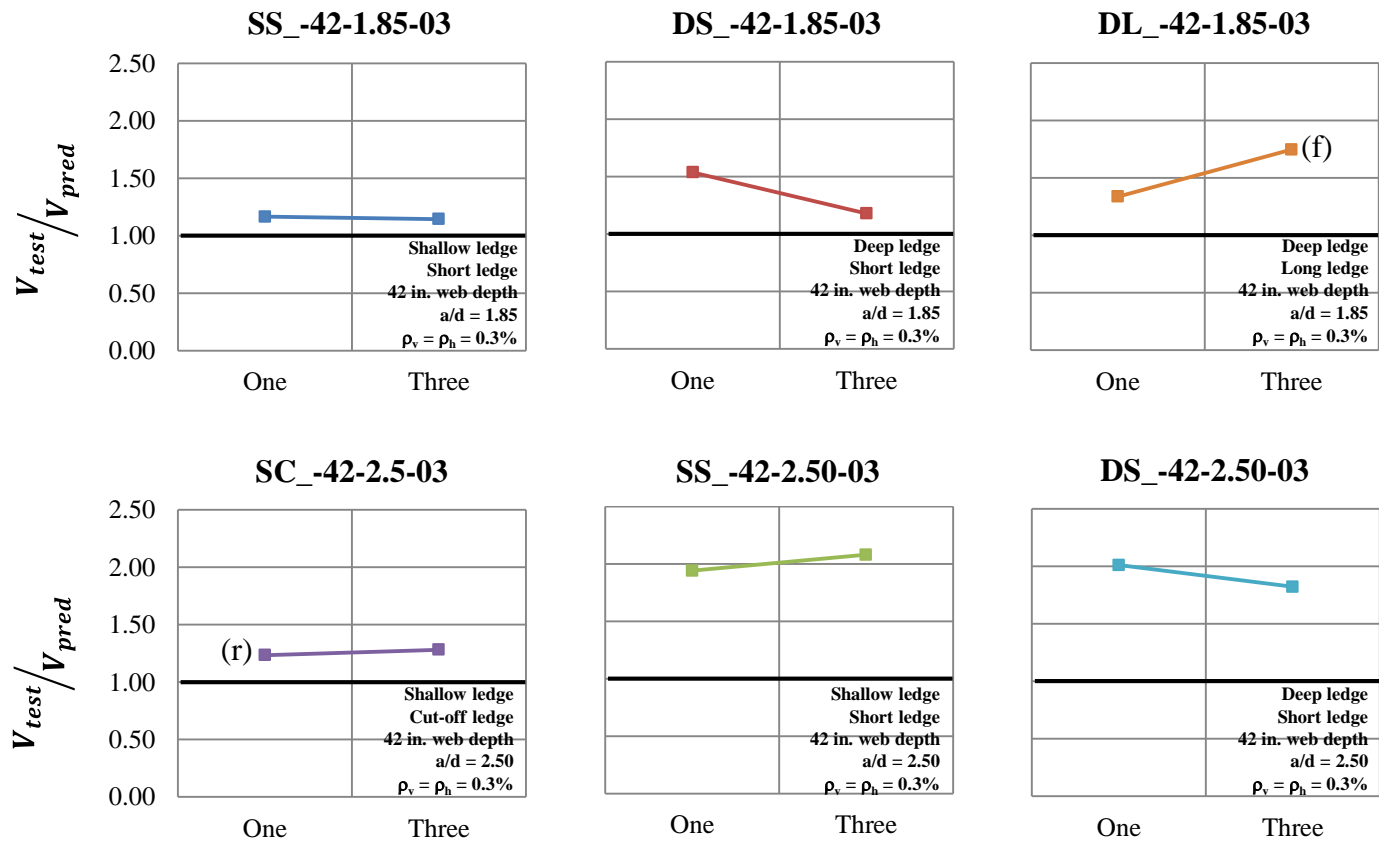 SS_-42-1.85-03
DS_-42-1.85-03
DL_-42-1.85-03
V_test/V_pred
2.50
2.00
1.50
1.00
0.50
0.00
Shallow ledge
Short ledge
42 in. web depth
a/d = 1.85
ρv = ρh = 0.3%
One Three
Deep ledge
Short ledge
42 in. web depth
a/d = 1.85
ρv = ρh = 0.3%
One Three
(f)
Deep ledge
Long ledge
42 in. web depth
a/d = 1.85
ρv = ρh = 0.3%
One Three
SC_-42-2.5-03
SS_-42-2.50-03
DS_-42-2.50-03
V_test/V_pred
2.50
2.00
1.50
1.00
0.50
0.00
(r)
Shallow ledge
Cut-off ledge
42 in. web depth
a/d = 2.50
ρv = ρh = 0.3%
One Three
Shallow ledge
Short ledge
42 in. web depth
a/d = 2.50
ρv = ρh = 0.3%
One Three
Deep ledge
Short ledge
42 in. web depth
a/d = 2.50
ρv = ρh = 0.3%
One Three